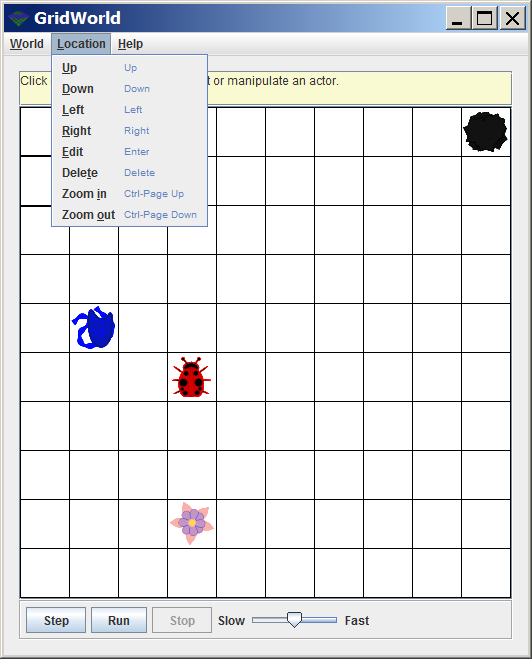 GridWorld
World Location Help
Click
t or manipulate an actor.
Up Up
Down Down
Left Left
Right Right
Edit Enter
Delete Delete
Zoom in Ctrl-Page Up
Zoom out Ctrl-Page Down
Step Run Stop Slow Fast